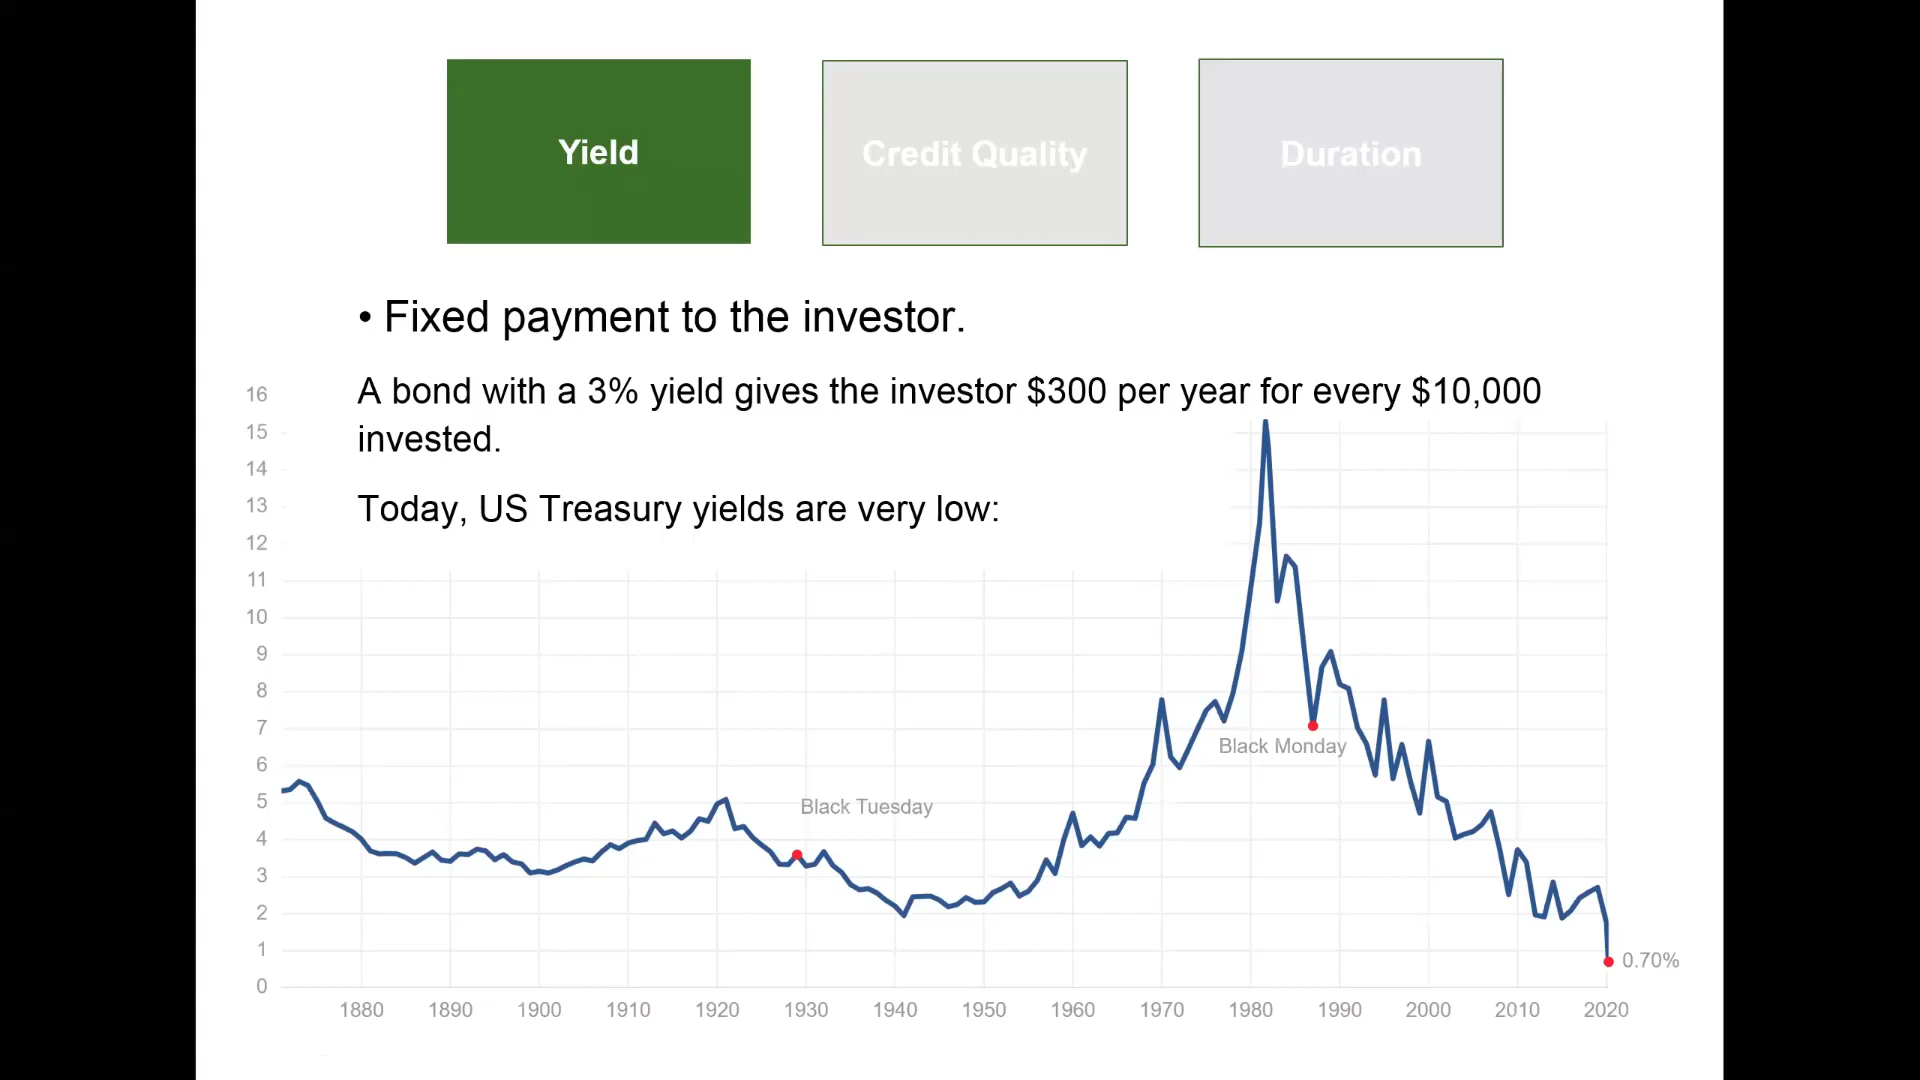 Yield
Credit Quality
Duration
• Fixed payment to the investor.
A bond with a 3% yield gives the investor $300 per year for every $10,000
invested.
Today, US Treasury yields are very low:
16
15
14
13
12
11
10
9
8
7
6
5
4
3
2
1
0
Black Monday
Black Tuesday
0.70%
1880 1890 1900 1910 1920 1930 1940 1950 1960 1970 1980 1990 2000 2010 2020